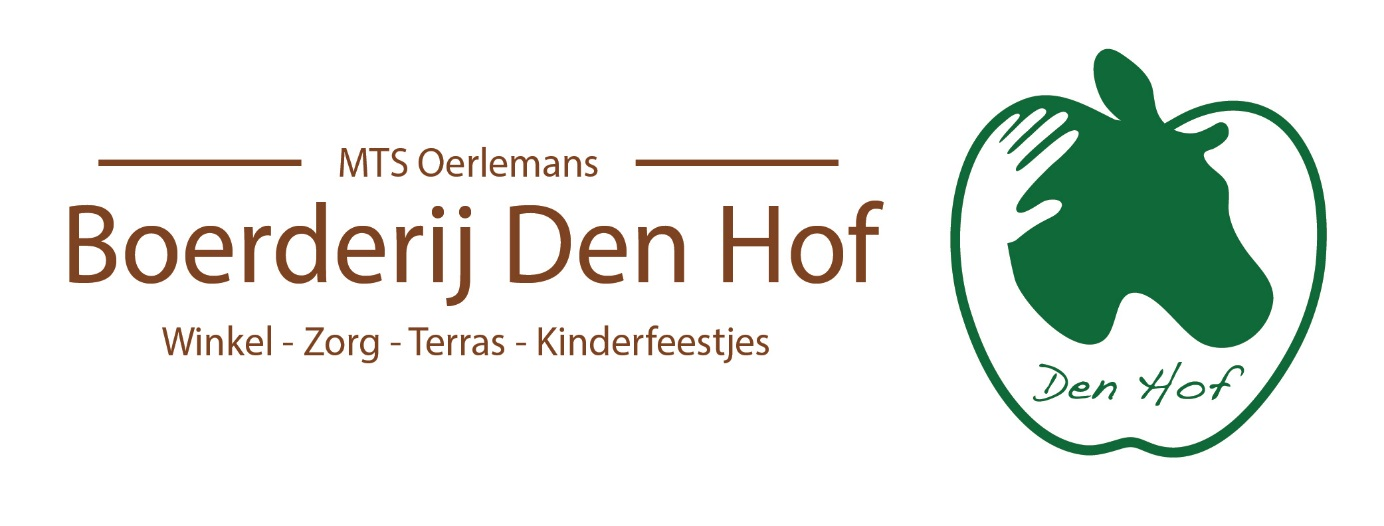 MTS Oerlemans
Boerderij Den Hof
Winkel - Zorg - Terras - Kinderfeestjes
Den Hof